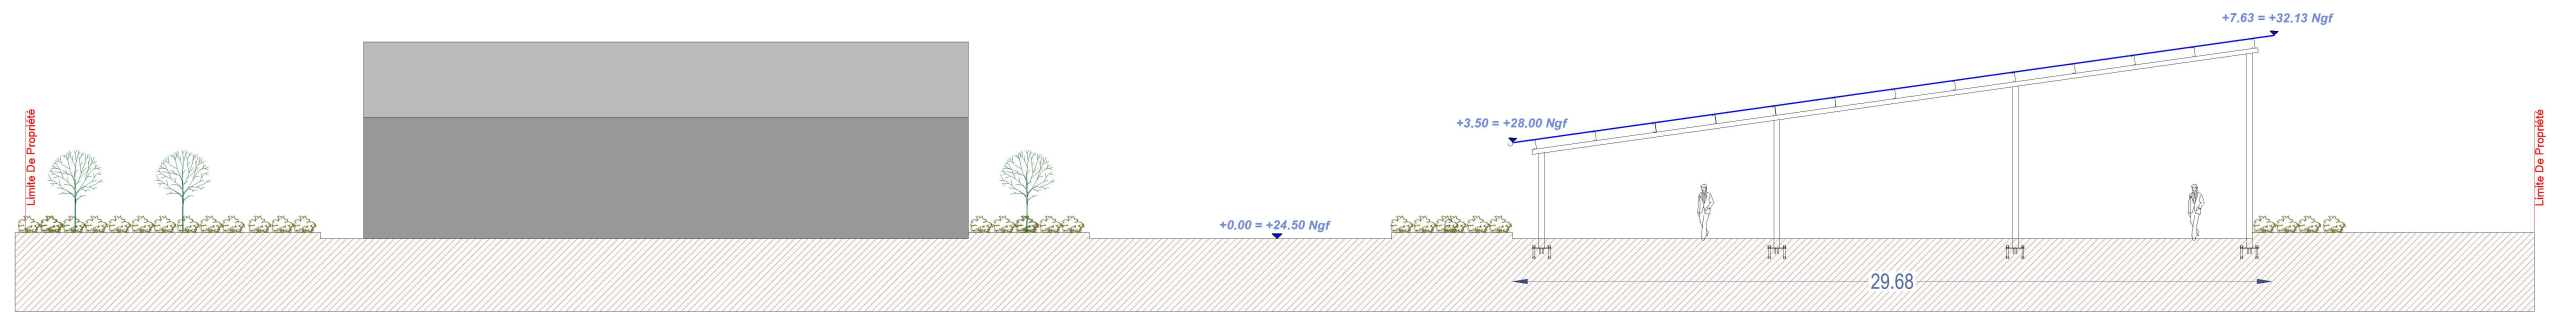 +7.63 = +32.13 Ngf
Limite De Propriété
+3.50 = +28.00 Ngf
Limite De Propriété
+0.00 = +24.50 Ngf
29.68